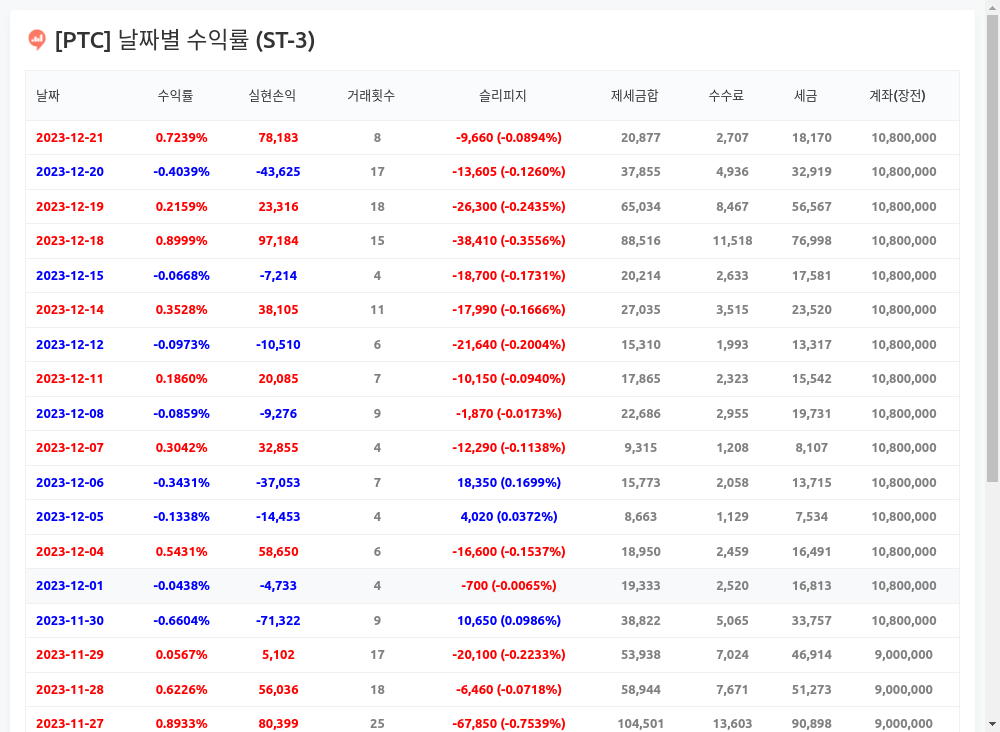 [PTC] 날짜별 수익률 (ST-3)
날짜 수익률 실현손익 거래횟수 슬리피지 제세금합 수수료 세금 계좌(장전)
2023-12-21 0.7239% 78,183 8 -9,660 (-0.0894%) 20,877 2,707 18,170 10,800,000
2023-12-20 -0.4039% -43,625 17 -13,605 (-0.1260%) 37,855 4,936 32,919 10,800,000
2023-12-19 0.2159% 23,316 18 -26,300 (-0.2435%) 65,034 8,467 56,567 10,800,000
2023-12-18 0.8999% 97,184 15 -38,410 (-0.3556%) 88,516 11,518 76,998 10,800,000
2023-12-15 -0.0668% -7,214 4 -18,700 (-0.1731%) 20,214 2,633 17,581 10,800,000
2023-12-14 0.3528% 38,105 11 -17,990 (-0.1666%) 27,035 3,515 23,520 10,800,000
2023-12-12 -0.0973% -10,510 6 -21,640 (-0.2004%) 15,310 1,993 13,317 10,800,000
2023-12-11 0.1860% 20,085 7 -10,150 (-0.0940%) 17,865 2,323 15,542 10,800,000
2023-12-08 -0.0859% -9,276 9 -1,870 (-0.0173%) 22,686 2,955 19,731 10,800,000
2023-12-07 0.3042% 32,855 4 -12,290 (-0.1138%) 9,315 1,208 8,107 10,800,000
2023-12-06 -0.3431% -37,053 7 18,350 (0.1699%) 15,773 2,058 13,715 10,800,000
2023-12-05 -0.1338% -14,453 4 4,020 (0.0372%) 8,663 1,129 7,534 10,800,000
2023-12-04 0.5431% 58,650 6 -16,600 (-0.1537%) 18,950 2,459 16,491 10,800,000
2023-12-01 -0.0438% -4,733 4 -700 (-0.0065%) 19,333 2,520 16,813 10,800,000
2023-11-30 -0.6604% -71,322 9 10,650 (0.0986%) 38,822 5,065 33,757 10,800,000
2023-11-29 0.0567% 5,102 17 -20,100 (-0.2233%) 53,938 7,024 46,914 9,000,000
2023-11-28 0.6226% 56,036 18 -6,460 (-0.0718%) 58,944 7,671 51,273 9,000,000
2023-11-27 0.8933% 80,399 25 -67,850 (-0.7539%) 104,501 13,603 90,898 9,000,000